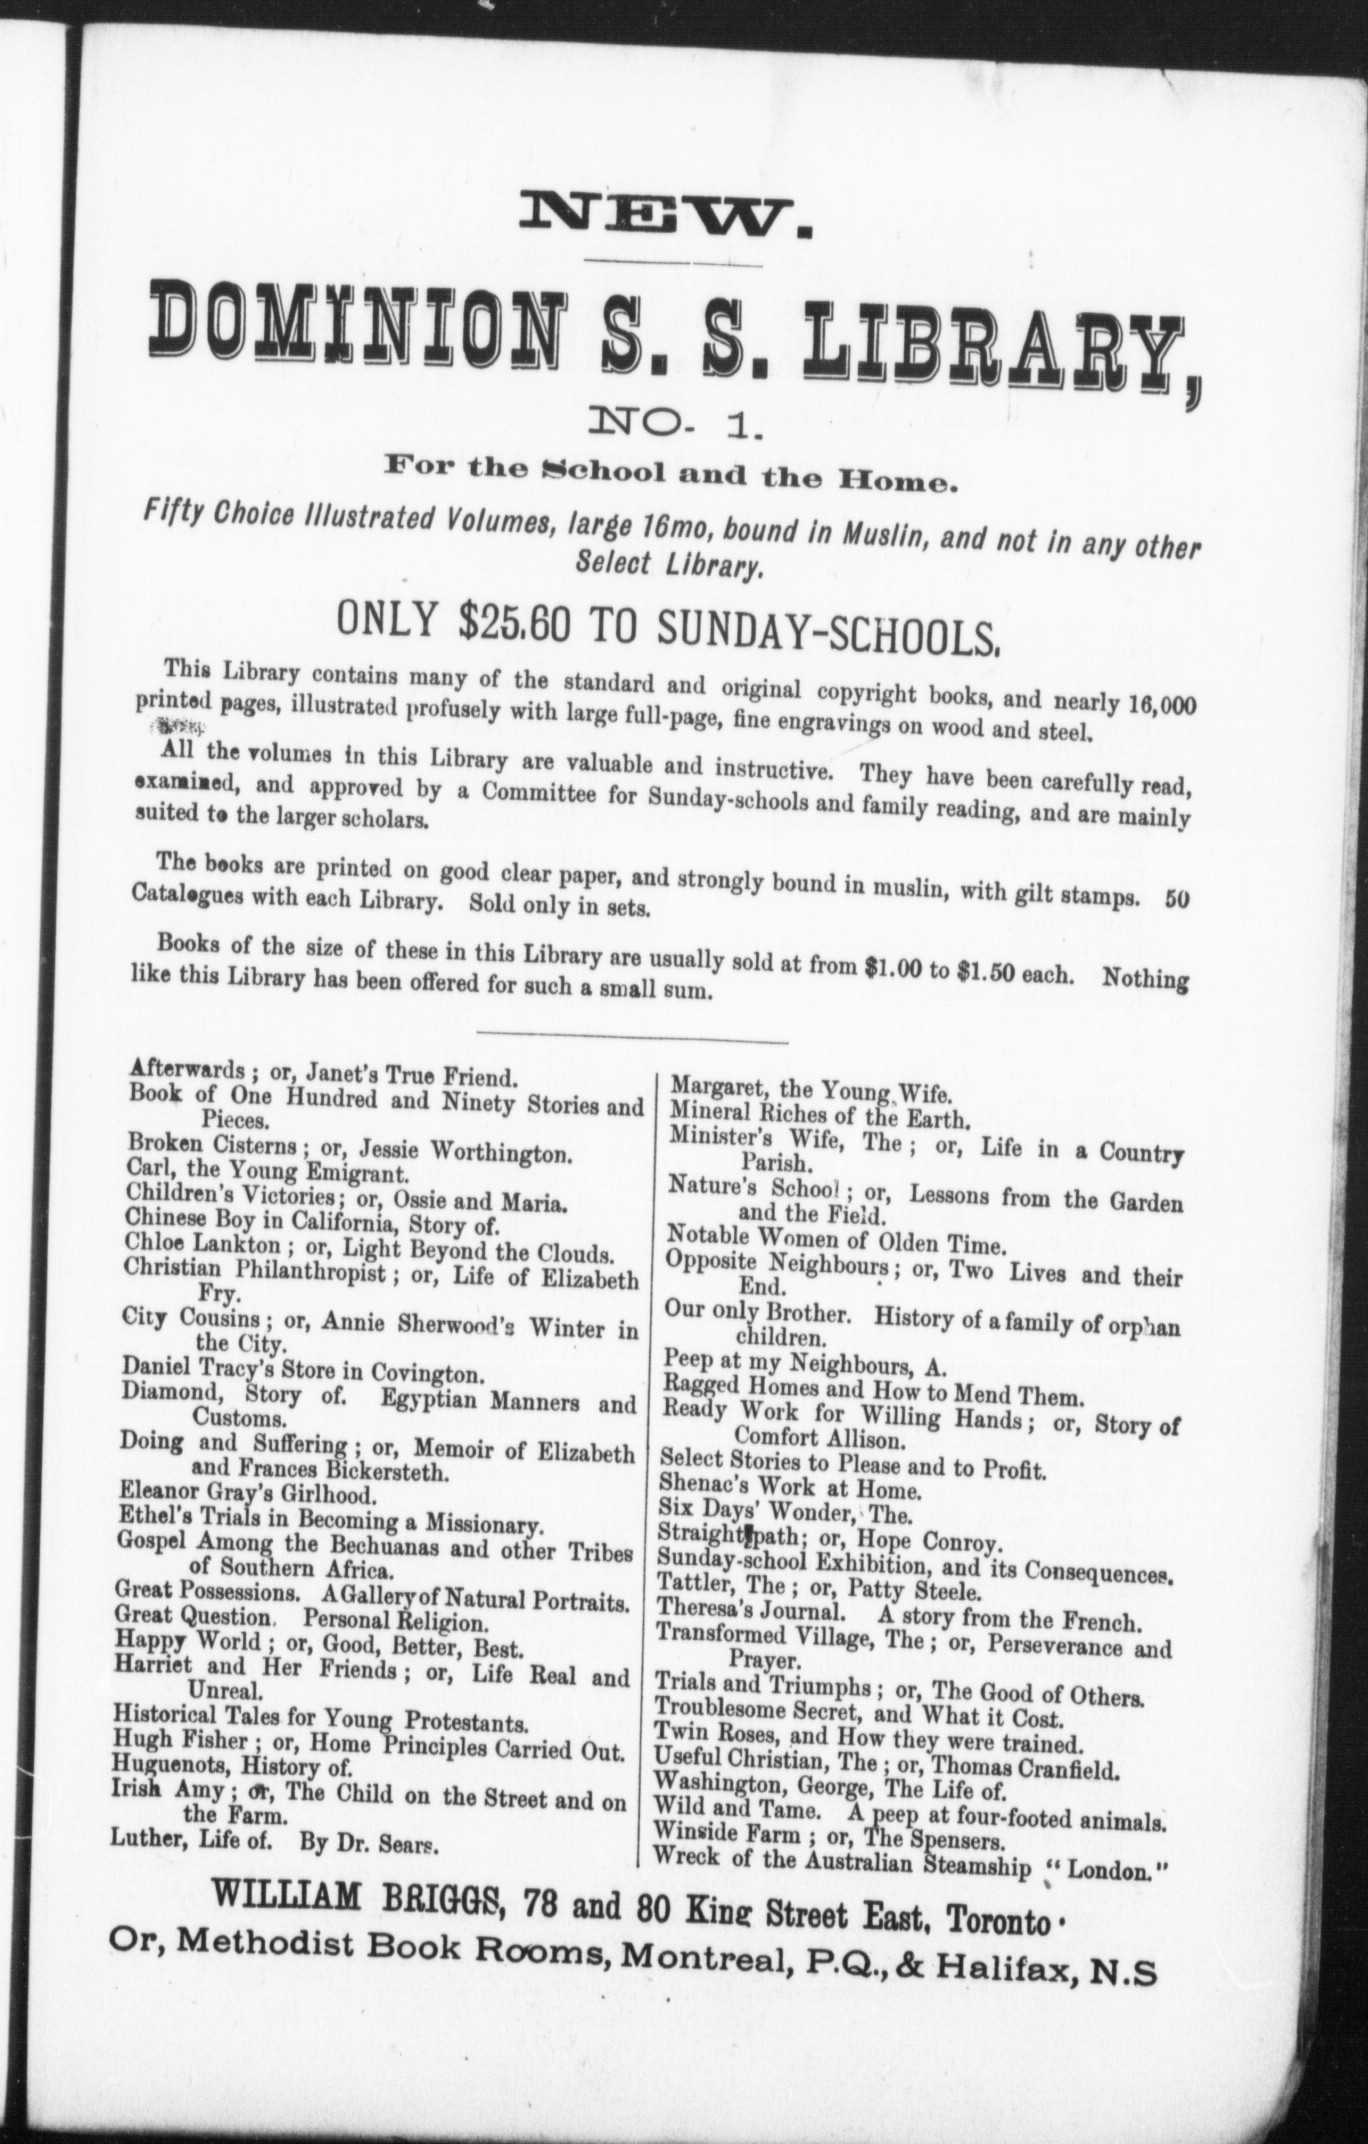 NEW.
DOMINION S. S. LIBRARY,
NO. 1.
For the School and the Home.
Fifty Choice Illustrated Volumes, large 16mo, bound in Muslin, and not in any other
Select Library.
ONLY $25.60 TO SUNDAY-SCHOOLS.
This Library contains many of the standard and original copyright books, and nearly 16,000
printed pages, illustrated profusely with large full-page, fine engravings on wood and steel.
All the volumes in this Library are valuable and instructive. They have been carefully read,
examined, and approved by a Committee for Sunday-schools and family reading, and are mainly
suited to the larger scholars.
The books are printed on good clear paper, and strongly bound in muslin, with gilt stamps. 50
Catalogues with each Library. Sold only in sets.
Books of the size of these in this Library are usually sold at from $1.00 to $1.50 each. Nothing
like this Library has been offered for such a small sum.
Afterwards; or, Janet's True Friend.
Book of One Hundred and Ninety Stories and
Pieces.
Broken Cisterns; or, Jessie Worthington.
Carl, the Young Emigrant.
Children's Victories; or, Ossie and Maria.
Chinese Boy in California, Story of.
Chloe Lankton; or, Light Beyond the Clouds.
Christian Philanthropist; or, Life of Elizabeth
Fry.
City Cousins; or, Annie Sherwood's Winter in
the City.
Daniel Tracy's Store in Covington.
Diamond, Story of. Egyptian Manners and
Customs.
Doing and Suffering; or, Memoir of Elizabeth
and Frances Bickersteth.
Eleanor Gray's Girlhood.
Ethel's Trials in Becoming a Missionary.
Gospel Among the Bechuanas and other Tribes
of Southern Africa.
Great Possessions. A Gallery of Natural Portraits.
Great Question. Personal Religion.
Happy World; or, Good, Better, Best.
Harriet and Her Friends; or, Life Real and
Unreal.
Historical Tales for Young Protestants.
Hugh Fisher; or, Home Principles Carried Out.
Huguenots, History of.
Irish Amy; or, The Child on the Street and on
the Farm.
Luther, Life of. By Dr. Sears.
Margaret, the Young Wife.
Mineral Riches of the Earth.
Minister's Wife, The; or, Life in a Country
Parish.
Nature's School; or, Lessons from the Garden
and the Field.
Notable Women of Olden Time.
Opposite Neighbours; or, Two Lives and their
End.
Our only Brother. History of a family of orphan
children.
Peep at my Neighbours, A.
Ragged Homes and How to Mend Them.
Ready Work for Willing Hands; or, Story of
Comfort Allison.
Select Stories to Please and to Profit.
Shenac's Work at Home.
Six Days' Wonder, The.
Straight path; or, Hope Conroy.
Sunday-school Exhibition, and its Consequences.
Tattler, The; or, Patty Steele.
Theresa's Journal. A story from the French.
Transformed Village, The; or, Perseverance and
Prayer.
Trials and Triumphs; or, The Good of Others.
Troublesome Secret, and What it Cost.
Twin Roses, and How they were trained.
Useful Christian, The; or, Thomas Cranfield.
Washington, George, The Life of.
Wild and Tame. A peep at four-footed animals.
Winside Farm; or, The Spensers.
Wreck of the Australian Steamship "London."
WILLIAM BRIGGS, 78 and 80 King Street East, Toronto.
Or, Methodist Book Rooms, Montreal, P.Q., & Halifax, N.S